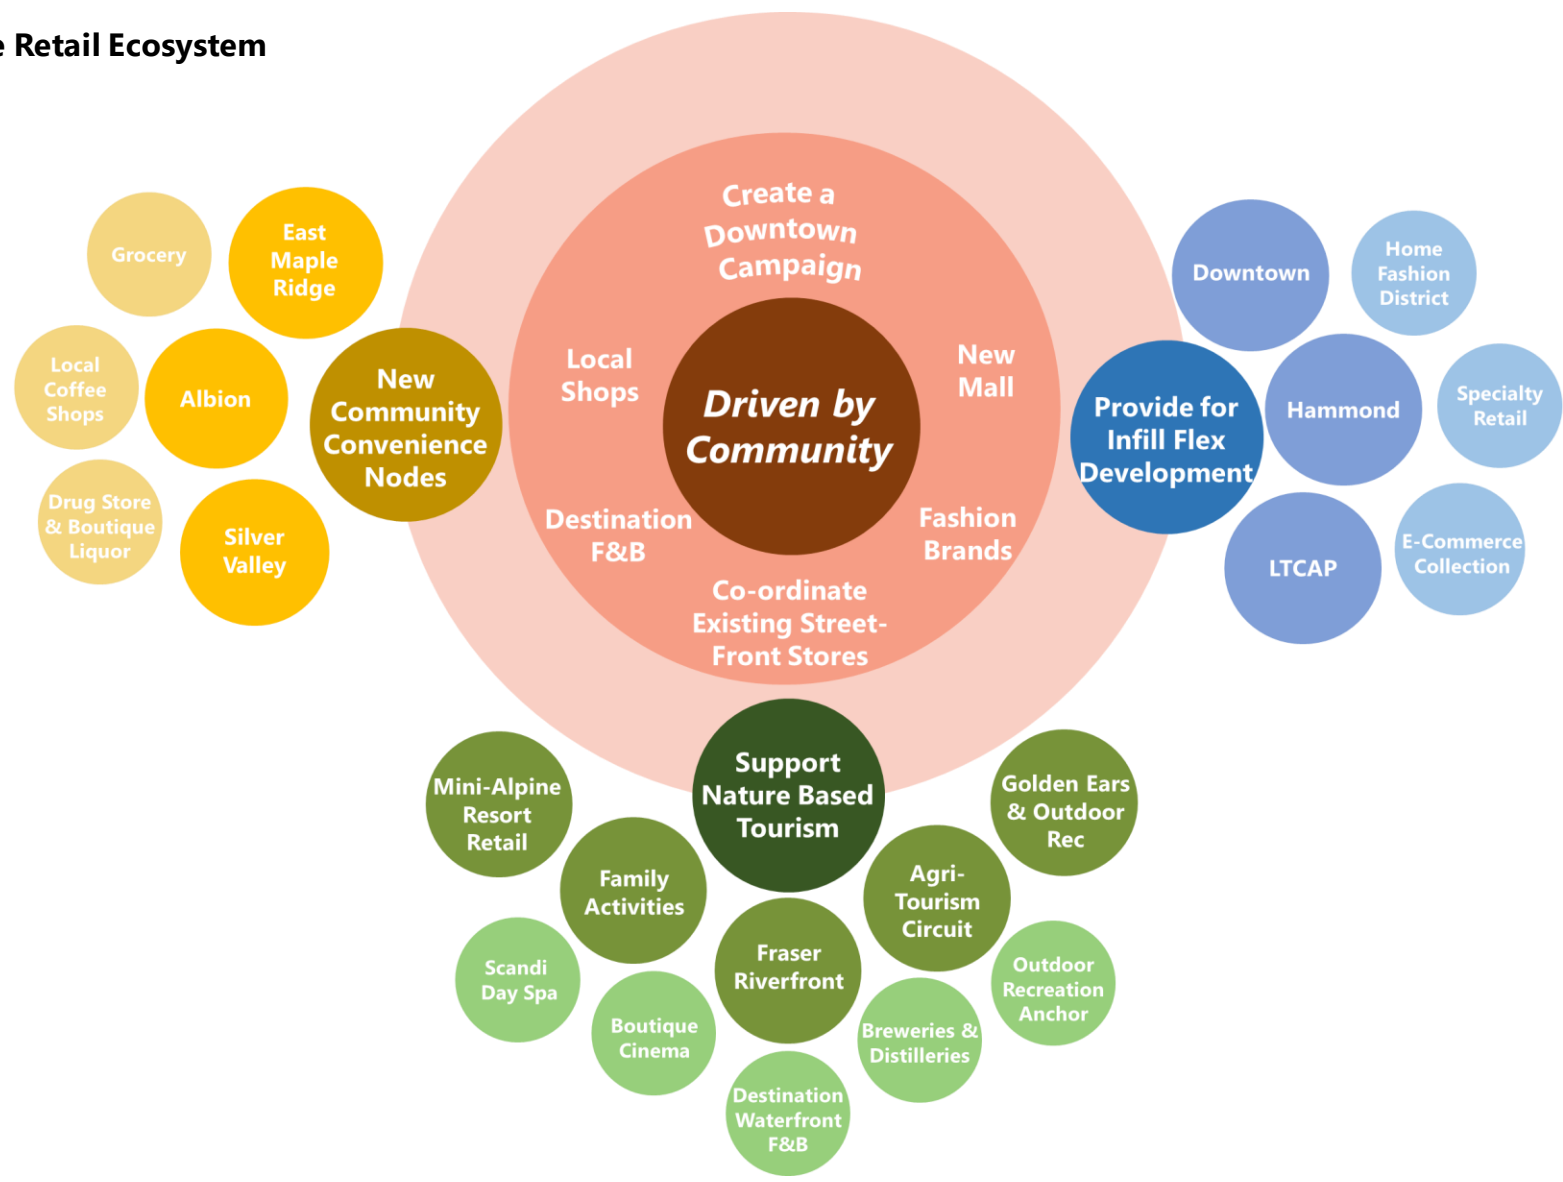 e Retail Ecosystem
Create a
Downtown
Campaign
Local
Shops
New
Mall
Driven by
Community
Destination
F&B
Fashion
Brands
Co-ordinate
Existing Street-
Front Stores
New
Community
Convenience
Nodes
East
Maple
Ridge
Albion
Silver
Valley
Grocery
Local
Coffee
Shops
Drug Store
& Boutique
Liquor
Provide for
Infill Flex
Development
Downtown
Hammond
LTCAP
Home
Fashion
District
Specialty
Retail
E-Commerce
Collection
Support
Nature Based
Tourism
Mini-Alpine
Resort
Retail
Family
Activities
Fraser
Riverfront
Agri-
Tourism
Circuit
Golden Ears
& Outdoor
Rec
Scandi
Day Spa
Boutique
Cinema
Destination
Waterfront
F&B
Breweries &
Distilleries
Outdoor
Recreation
Anchor